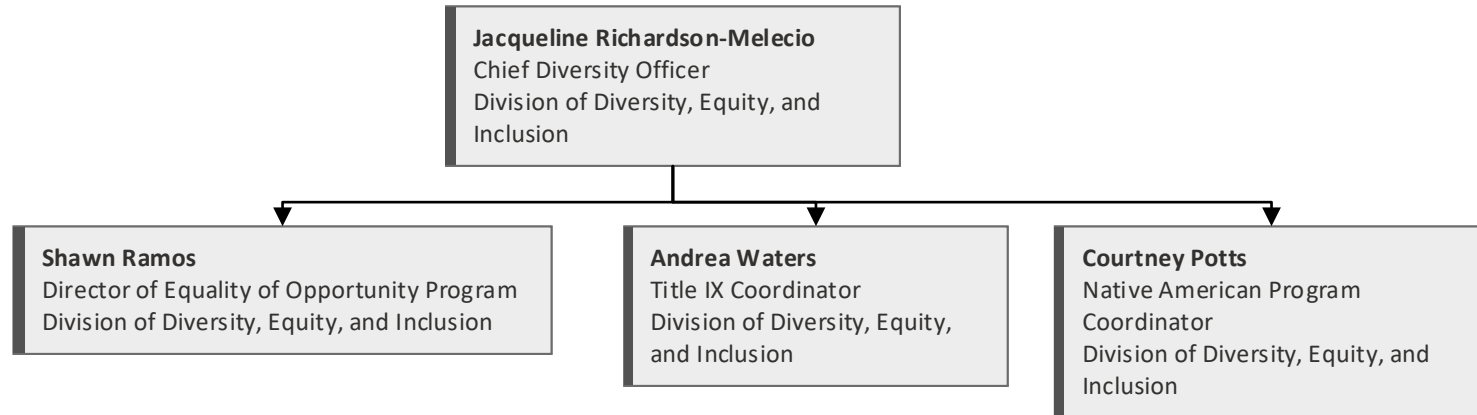 Jacqueline Richardson-Melecio
Chief Diversity Officer
Division of Diversity, Equity, and
Inclusion
Shawn Ramos
Director of Equality of Opportunity Program
Division of Diversity, Equity, and Inclusion
Andrea Waters
Title IX Coordinator
Division of Diversity, Equity,
and Inclusion
Courtney Potts
Native American Program
Coordinator
Division of Diversity, Equity, and
Inclusion